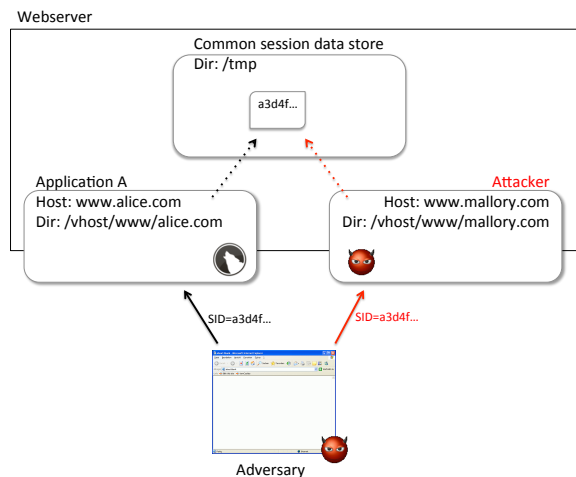 Webserver
Common session data store
Dir: /tmp
a3d4f...
Application A
Host: www.alice.com
Dir: /vhost/www/alice.com
Attacker
Host: www.mallory.com
Dir: /vhost/www/mallory.com
SID=a3d4f...
SID=a3d4f...
Adversary